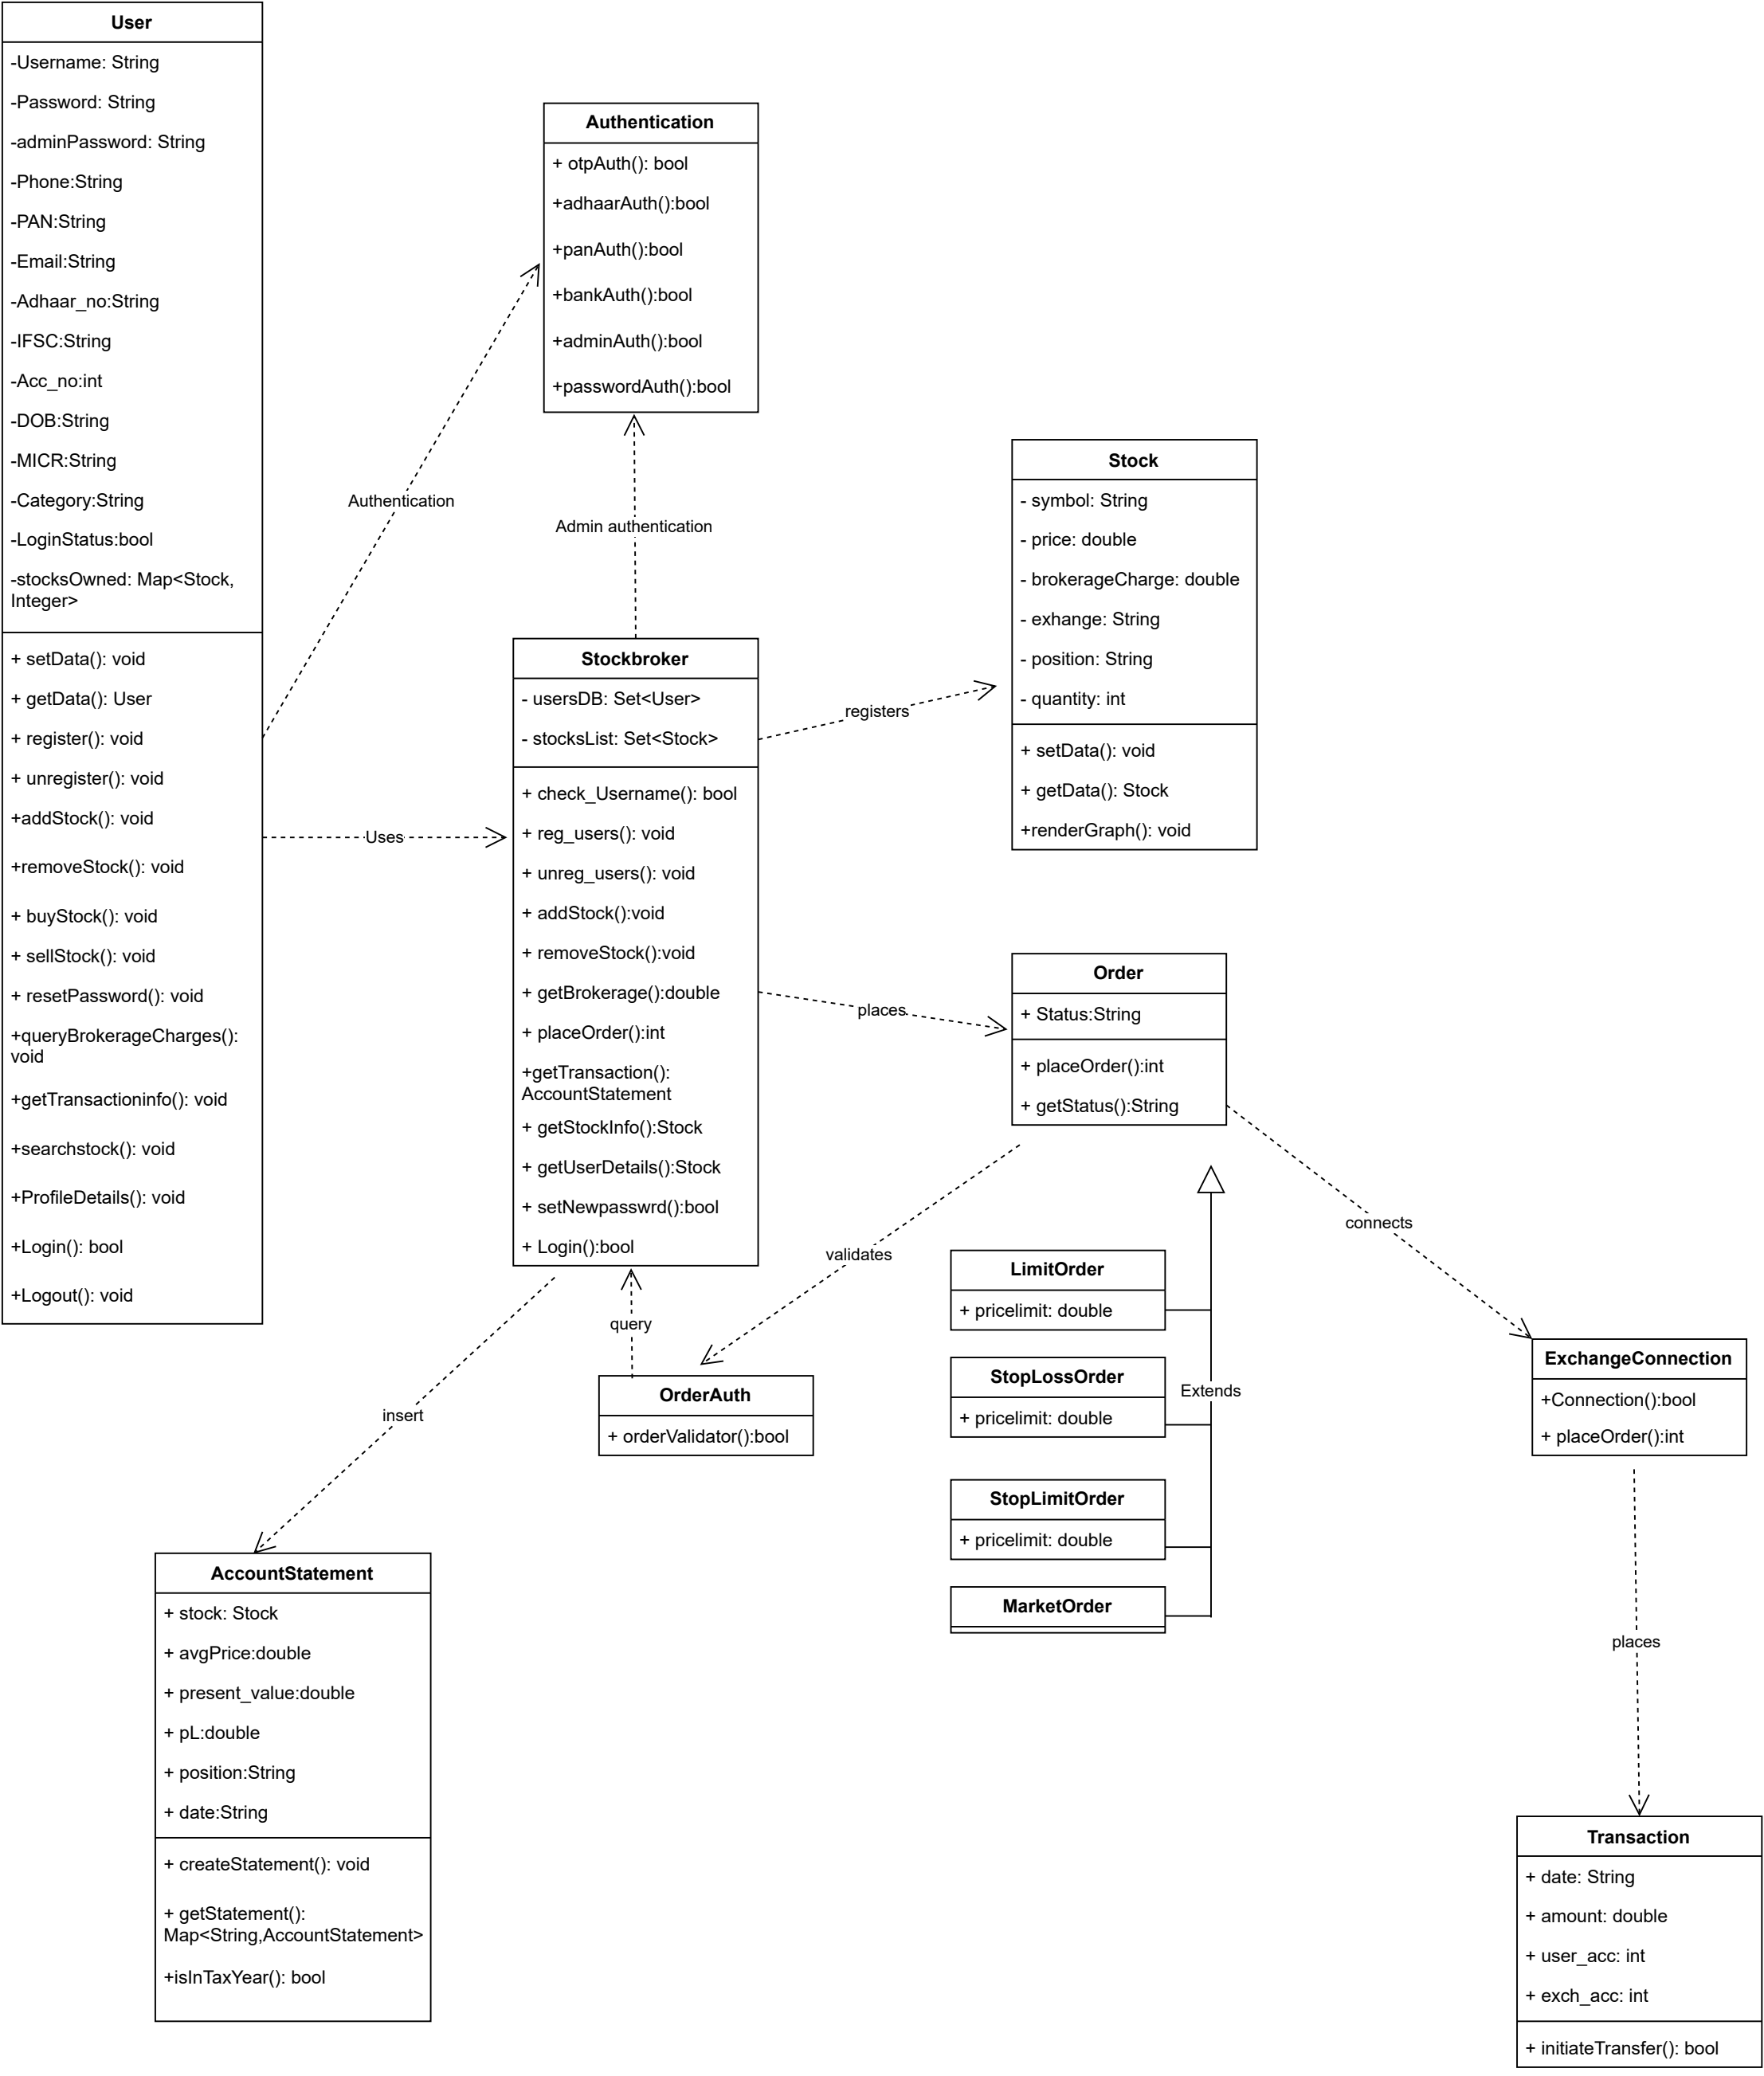 User
-Username: String
-Password: String
-adminPassword: String
-Phone:String
-PAN:String
-Email:String
-Adhaar_no:String
-IFSC:String
-Acc_no:int
-DOB:String
-MICR:String
-Category:String
-LoginStatus:bool
-stocksOwned: Map<Stock,
Integer>
+ setData(): void
+ getData(): User
+ register(): void
+ unregister(): void
+addStock(): void
+removeStock(): void
+ buyStock(): void
+ sellStock(): void
+ resetPassword(): void
+queryBrokerageCharges():
void
+getTransactioninfo(): void
+searchstock(): void
+ProfileDetails(): void
+Login(): bool
+Logout(): void
Authentication
Uses
Authentication
+ otpAuth(): bool
+adhaarAuth():bool
+panAuth():bool
+bankAuth():bool
+adminAuth():bool
+passwordAuth():bool
Admin authentication
Stockbroker
- usersDB: Set<User>
- stocksList: Set<Stock>
+ check_Username(): bool
+ reg_users(): void
+ unreg_users(): void
+ addStock():void
+ removeStock():void
+ getBrokerage():double
+ placeOrder():int
+getTransaction():
AccountStatement
+ getStockInfo():Stock
+ getUserDetails():Stock
+ setNewpasswrd():bool
+ Login():bool
registers
places
Stock
- symbol: String
- price: double
- brokerageCharge: double
- exhange: String
- position: String
- quantity: int
+ setData(): void
+ getData(): Stock
+renderGraph(): void
Order
+ Status:String
+ placeOrder():int
+ getStatus():String
validates
connects
query
insert
OrderAuth
+ orderValidator():bool
LimitOrder
+ pricelimit: double
StopLossOrder
+ pricelimit: double
Extends
StopLimitOrder
+ pricelimit: double
MarketOrder
ExchangeConnection
+Connection():bool
+ placeOrder():int
places
AccountStatement
+ stock: Stock
+ avgPrice:double
+ present_value:double
+ pL:double
+ position:String
+ date:String
+ createStatement(): void
+ getStatement():
Map<String,AccountStatement>
+isInTaxYear(): bool
Transaction
+ date: String
+ amount: double
+ user_acc: int
+ exch_acc: int
+ initiateTransfer(): bool